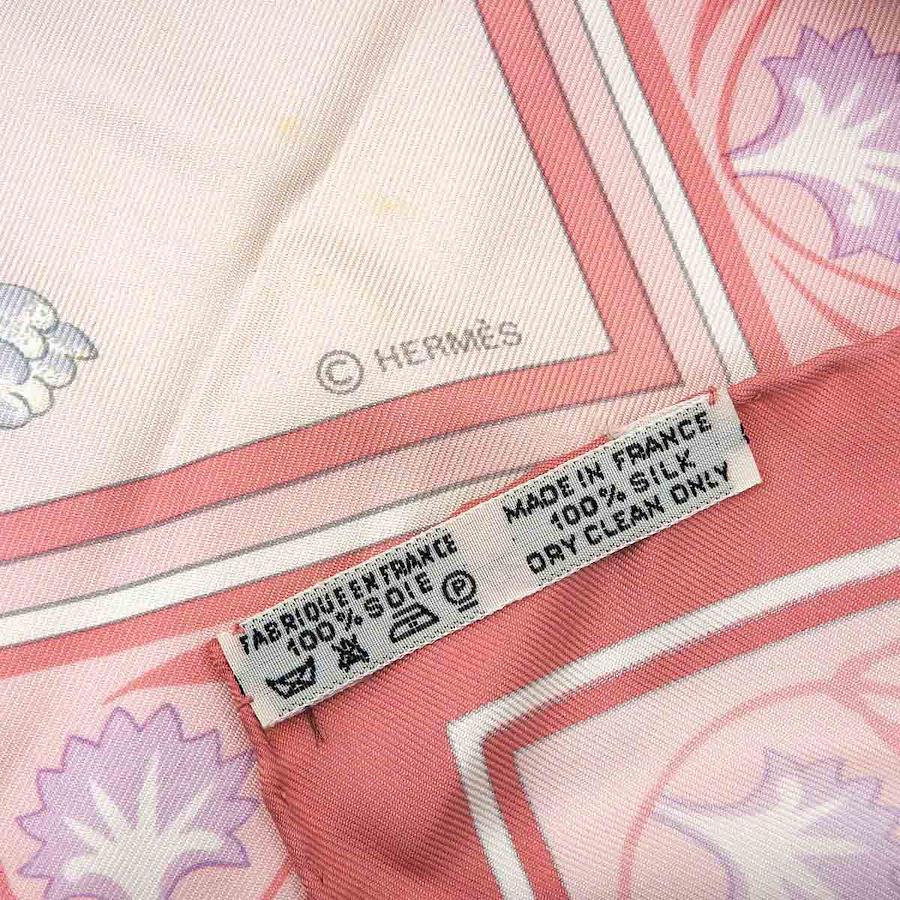 © HERMÈS
FABRIQUE EN FRANCE
100% SOIE
P
MADE IN FRANCE
100% SILK
DRY CLEAN ONLY